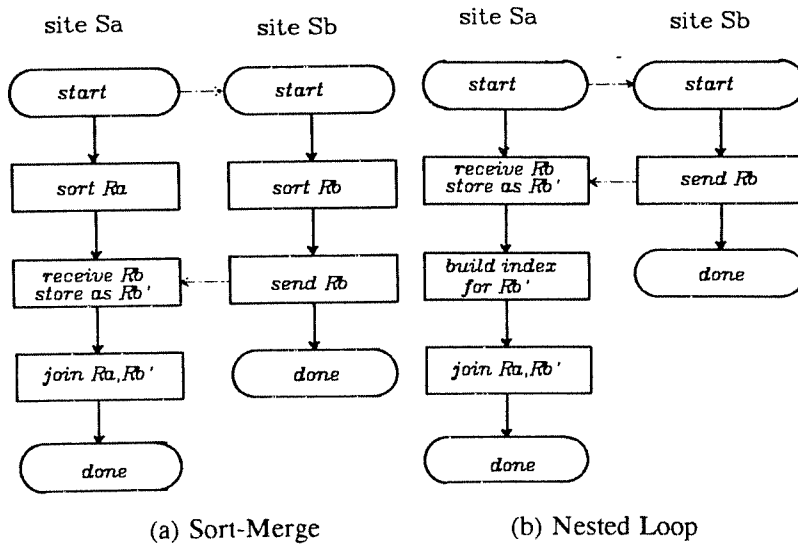 site Sa
site Sb
start
start
sort Ra
sort Rb
receive Rb
store as Rb'
send Rb
join Ra,Rb'
done
done
(a) Sort-Merge
site Sa
site Sb
start
start
receive Rb
store as Rb'
send Rb
build index
for Rb'
done
join Ra,Rb'
done
(b) Nested Loop